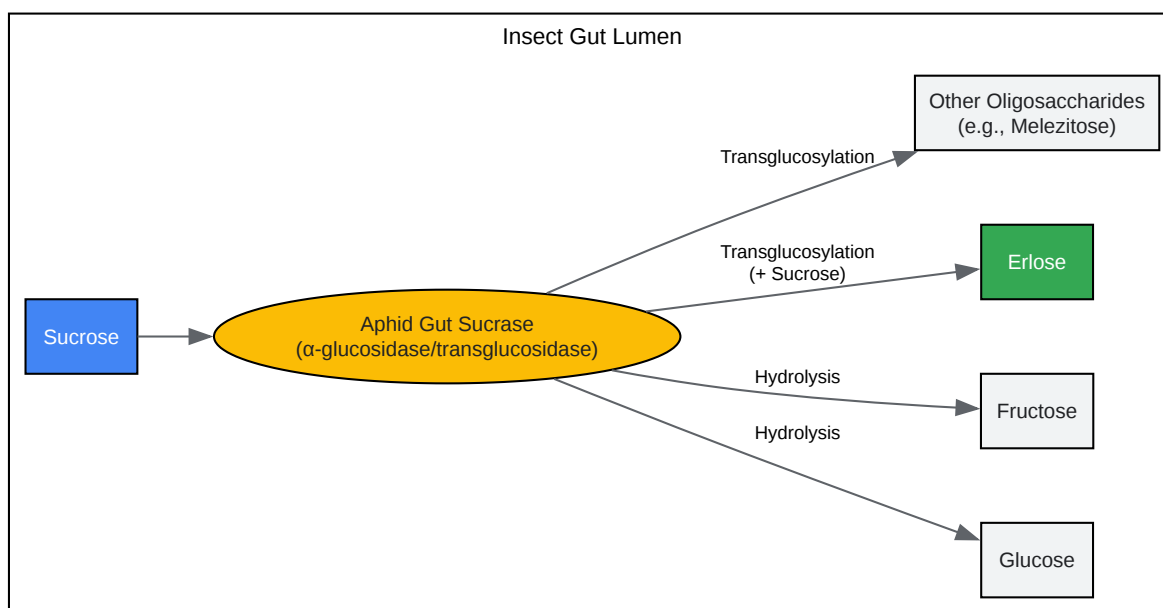 Insect Gut Lumen
Other Oligosaccharides
(e.g., Melezitose)
Transglucosylation
Transglucosylation
(+ Sucrose)
Erlose
Sucrose
Aphid Gut Sucrase
(α-glucosidase/transglucosidase)
Hydrolysis
Fructose
Hydrolysis
Glucose